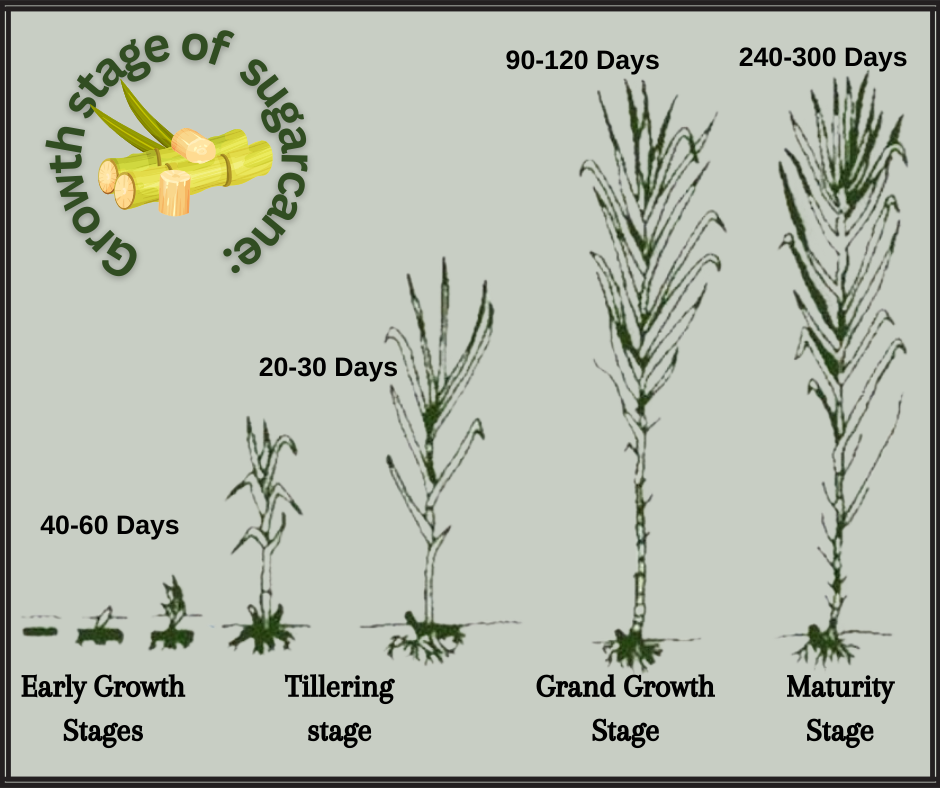 Growth stage of sugarcane:
90-120 Days
240-300 Days
20-30 Days
40-60 Days
Early Growth
Stages
Tillering
stage
Grand Growth
Stage
Maturity
Stage